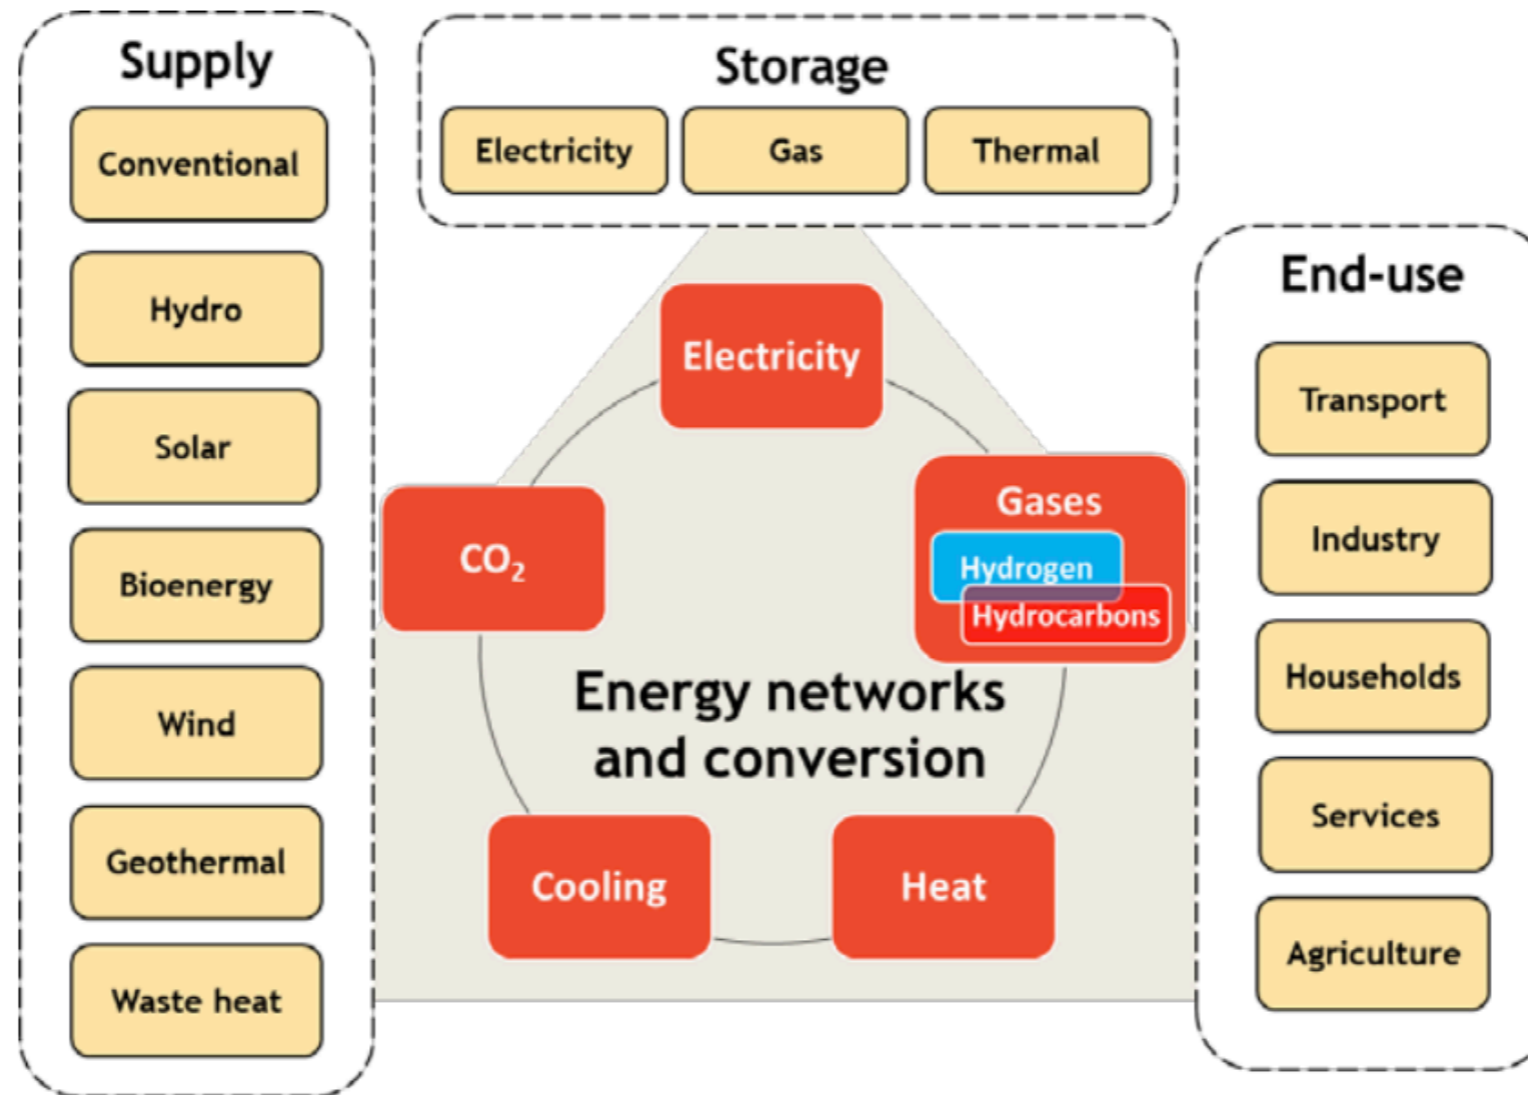 Supply
Conventional
Hydro
Solar
Bioenergy
Wind
Geothermal
Waste heat
Storage
Electricity
Gas
Thermal
Electricity
Gases
Hydrogen
Hydrocarbons
CO₂
Energy networks
and conversion
Cooling
Heat
End-use
Transport
Industry
Households
Services
Agriculture